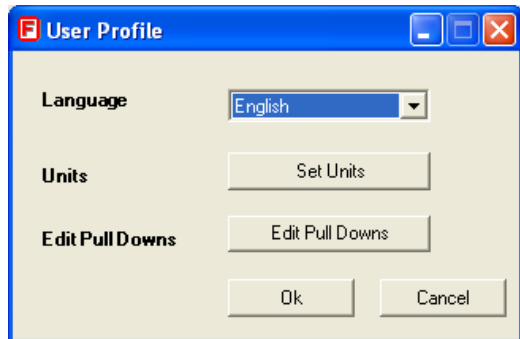 F User Profile
Language English
Units Set Units
Edit Pull Downs Edit Pull Downs
Ok Cancel